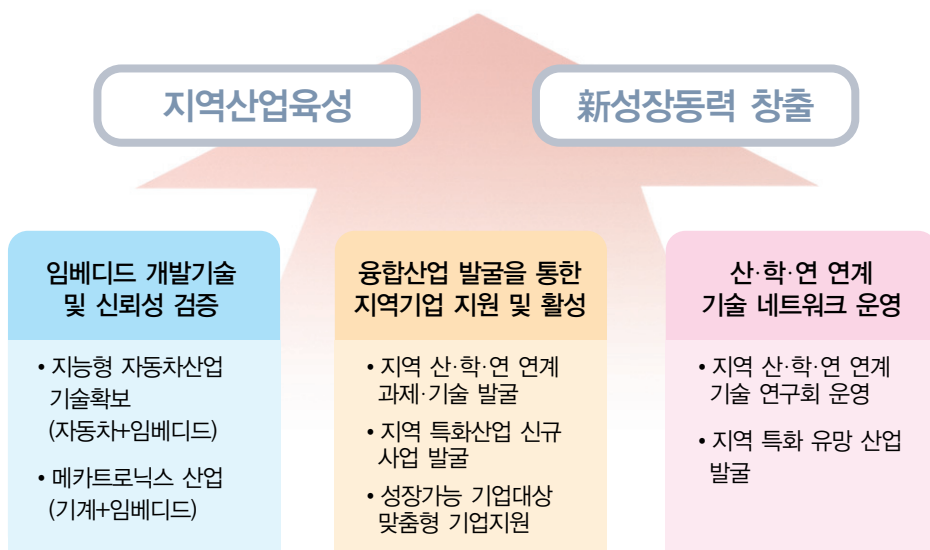 지역산업육성
新성장동력 창출
임베디드 개발기술
및 신뢰성 검증
• 지능형 자동차산업
기술확보
(자동차+임베디드)
• 메카트로닉스 산업
(기계+임베디드)
융합산업 발굴을 통한
지역기업 지원 및 활성
• 지역 산·학·연 연계
과제·기술 발굴
• 지역 특화산업 신규
사업 발굴
• 성장가능 기업대상
맞춤형 기업지원
산·학·연 연계
기술 네트워크 운영
• 지역 산·학·연 연계
기술 연구회 운영
• 지역 특화 유망 산업
발굴